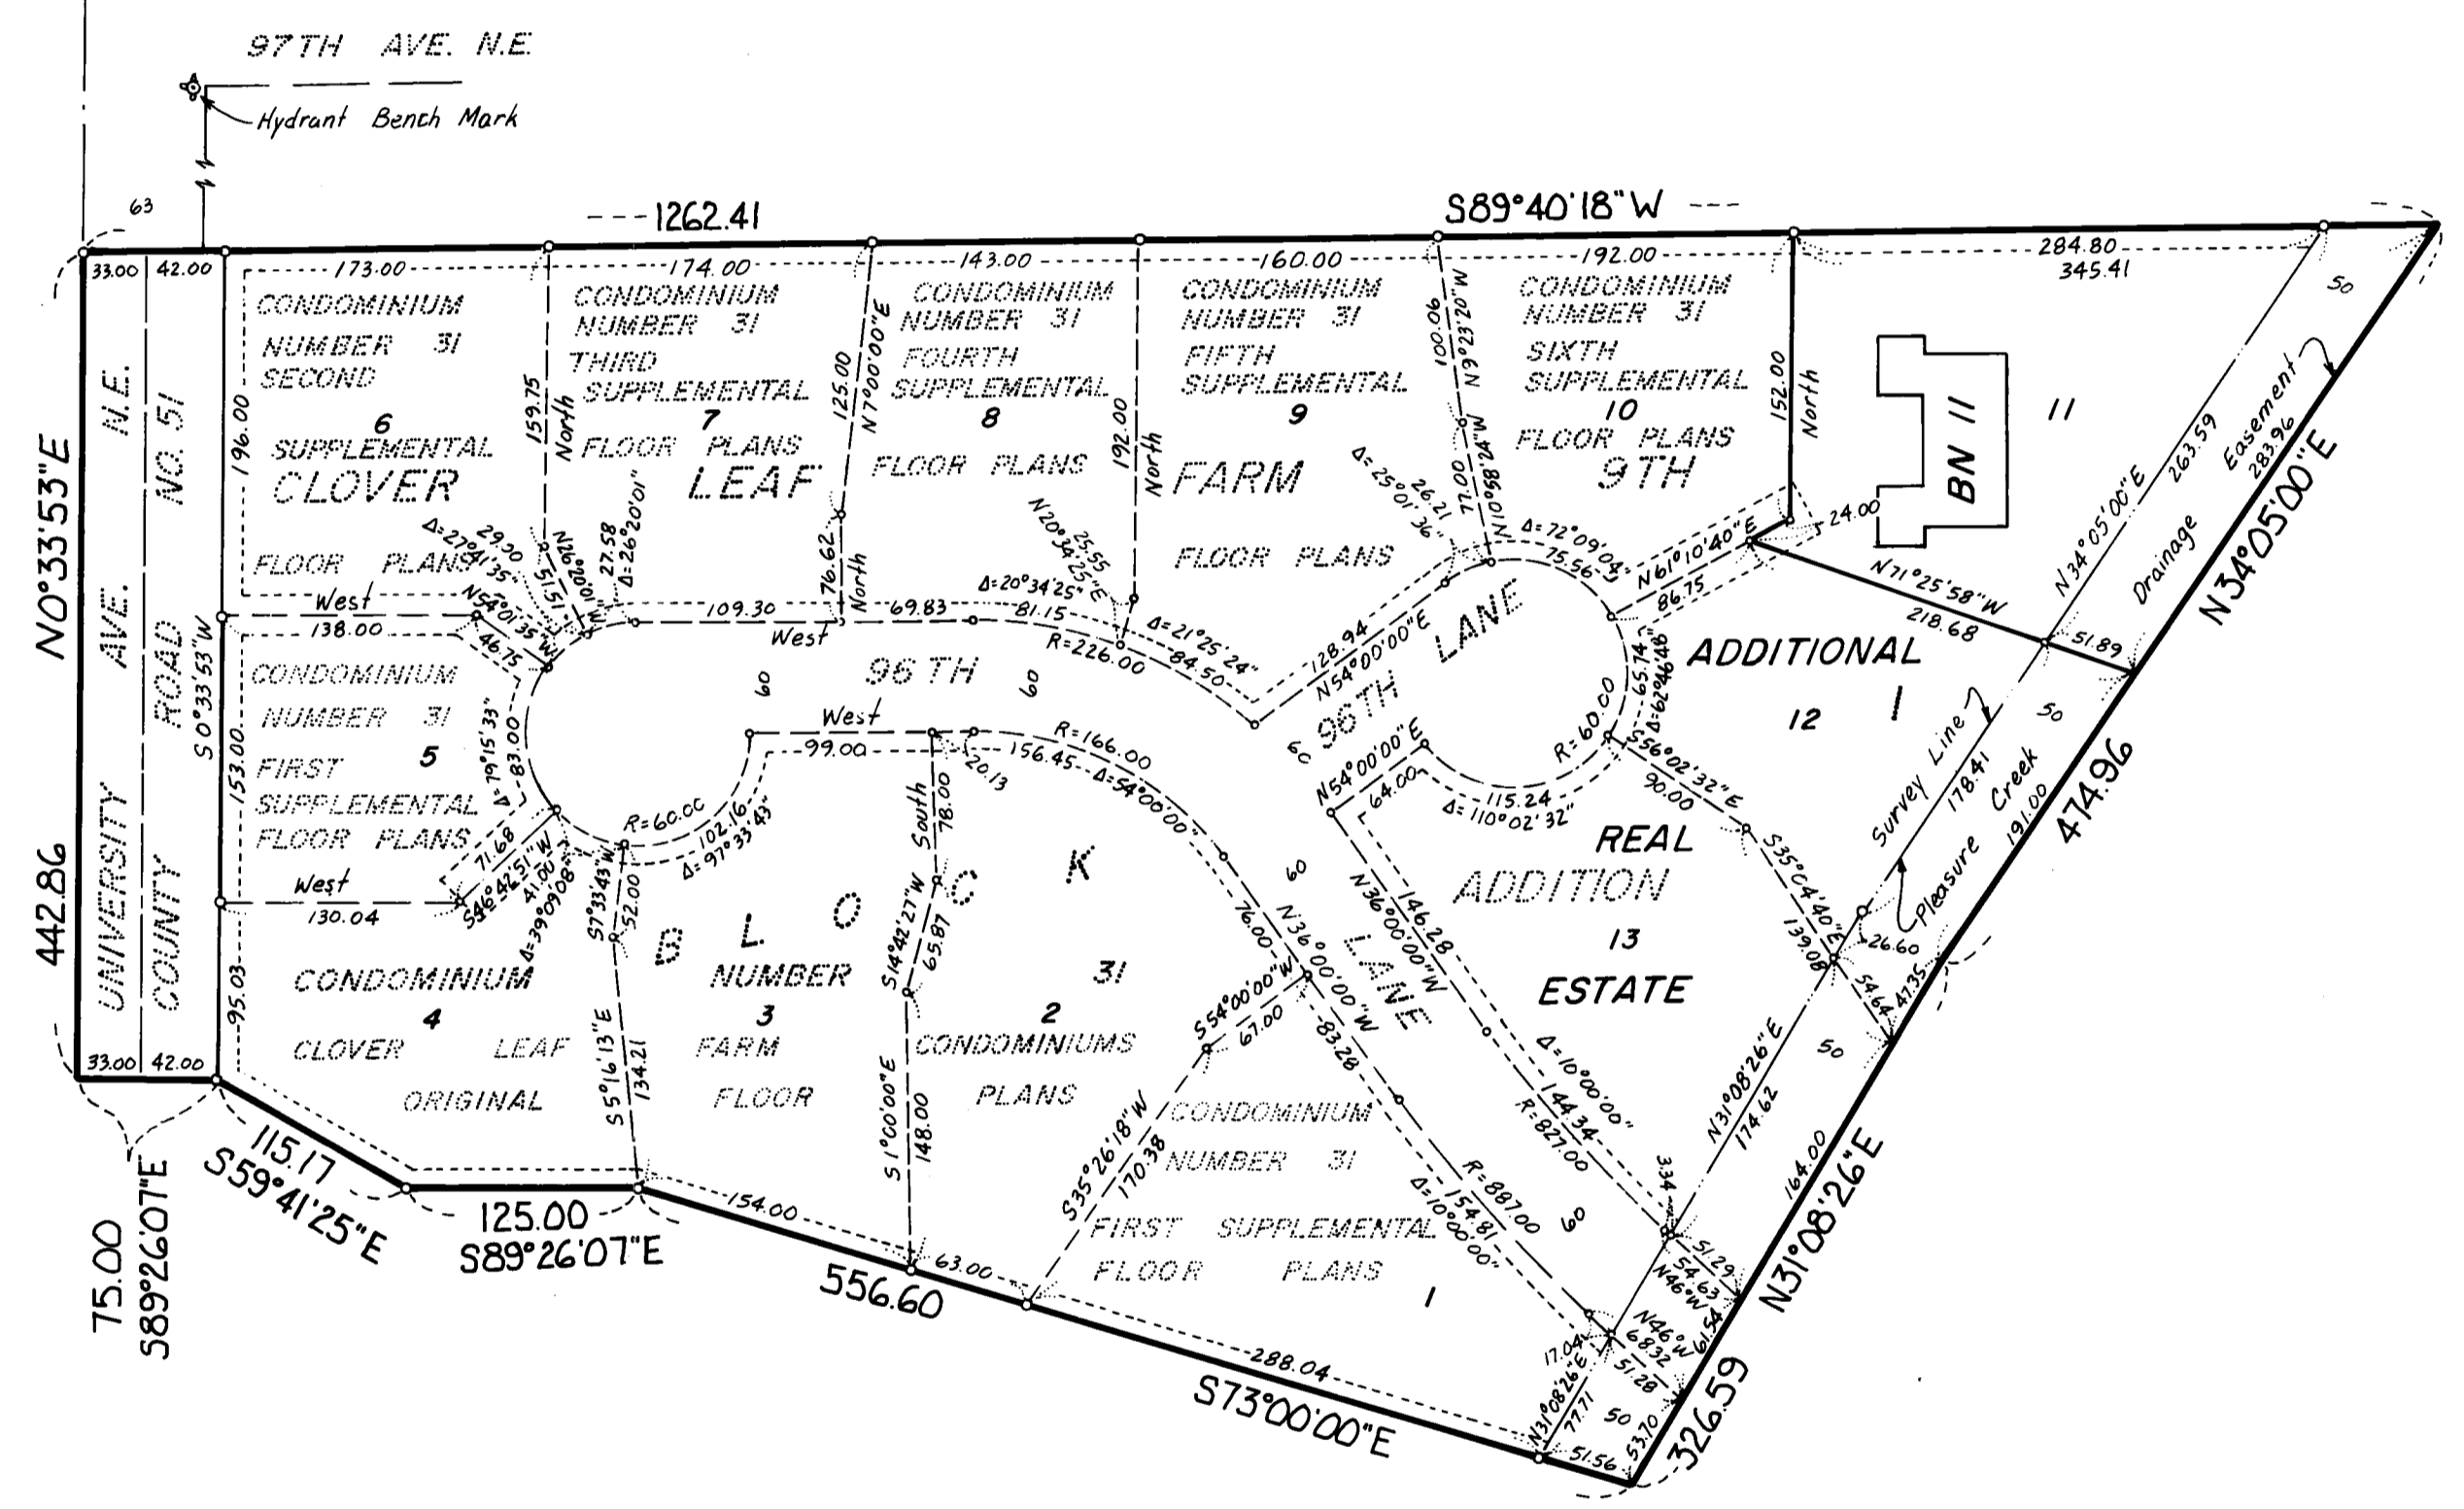 97TH AVE. N.E.
Hydrant Bench Mark
63
1262.41
S89°40'18"W
33.00 42.00
173.00
174.00
143.00
160.00
192.00
284.80
345.41
50
N0°33'53"E
442.86
UNIVERSITY AVE. N.E.
COUNTY ROAD NO. 51
S0°33'53"W
196.00
153.00
95.03
33.00 42.00
75.00
S89°26'07"E
115.17
S59°41'25"E
125.00
S89°26'07"E
556.60
S73°00'00"E
154.00
63.00
288.04
51.56
CONDOMINIUM
NUMBER 31
SECOND
6
SUPPLEMENTAL
CLOVER
FLOOR PLANS
West
138.00
N54°01'35"W
46.75
Δ=27°41'35"
29.00
159.75
North
51.51
N26°20'01"W
27.58
Δ=26°20'01"
CONDOMINIUM
NUMBER 31
THIRD
SUPPLEMENTAL
7
FLOOR PLANS
LEAF
125.00
N7°00'00"E
76.62
North
109.30
West
69.83
CONDOMINIUM
NUMBER 31
FOURTH
SUPPLEMENTAL
8
FLOOR PLANS
192.00
North
N20°34'25"E
25.55
Δ=20°34'25"
81.15
R=226.00
Δ=21°25'24"
84.50
CONDOMINIUM
NUMBER 31
FIFTH
SUPPLEMENTAL
9
FARM
FLOOR PLANS
100.06
N9°23'20"W
77.00
N10°58'24"W
Δ=25°01'36"
26.21
128.94
N54°00'00"E
CONDOMINIUM
NUMBER 31
SIXTH
SUPPLEMENTAL
10
FLOOR PLANS
9TH
152.00
North
Δ=72°09'04"
75.56
N61°10'40"E
86.75
24.00
BN 11
11
N71°25'58"W
218.68
51.89
N34°05'00"E
263.59
Drainage Easement
283.96
N34°05'00"E
474.96
96TH
60
60
96TH LANE
60
R=60.00
65.74
Δ=62°46'48"
ADDITIONAL
12
1
Survey Line
178.41
50
Pleasure Creek
191.00
CONDOMINIUM
NUMBER 31
5
FIRST
SUPPLEMENTAL
FLOOR PLANS
West
130.04
Δ=79°15'33"
83.00
71.68
S46°42'51"W
41.00
Δ=39°09'08"
R=60.00
102.16
Δ=97°33'43"
S7°33'43"W
52.00
S5°16'13"E
134.21
West
99.00
20.13
156.45
Δ=54°00'00"
R=166.00
South
78.00
S14°42'27"W
65.87
S1°00'00"E
148.00
BLOCK
N54°00'00"E
64.00
115.24
Δ=110°02'32"
S56°02'32"E
90.00
S35°04'40"E
139.08
54.64
26.60
47.35
REAL
ADDITION
13
ESTATE
146.28
N36°00'00"W
60
76.00
N36°00'00"W
LANE
83.28
S54°00'00"W
67.00
S35°26'18"W
170.38
CONDOMINIUM
4
CLOVER LEAF
ORIGINAL
NUMBER
3
FARM
FLOOR
31
2
CONDOMINIUMS
PLANS
CONDOMINIUM
NUMBER 31
FIRST SUPPLEMENTAL
FLOOR PLANS
1
Δ=10°00'00"
144.34
R=827.00
R=887.00
154.81
Δ=10°00'00"
60
3.34
N31°08'26"E
174.62
50
164.00
N31°08'26"E
326.59
51.29
54.63
N46°W
61.54
N46°W
68.32
51.28
17.04
N31°08'26"E
77.71
50
53.70